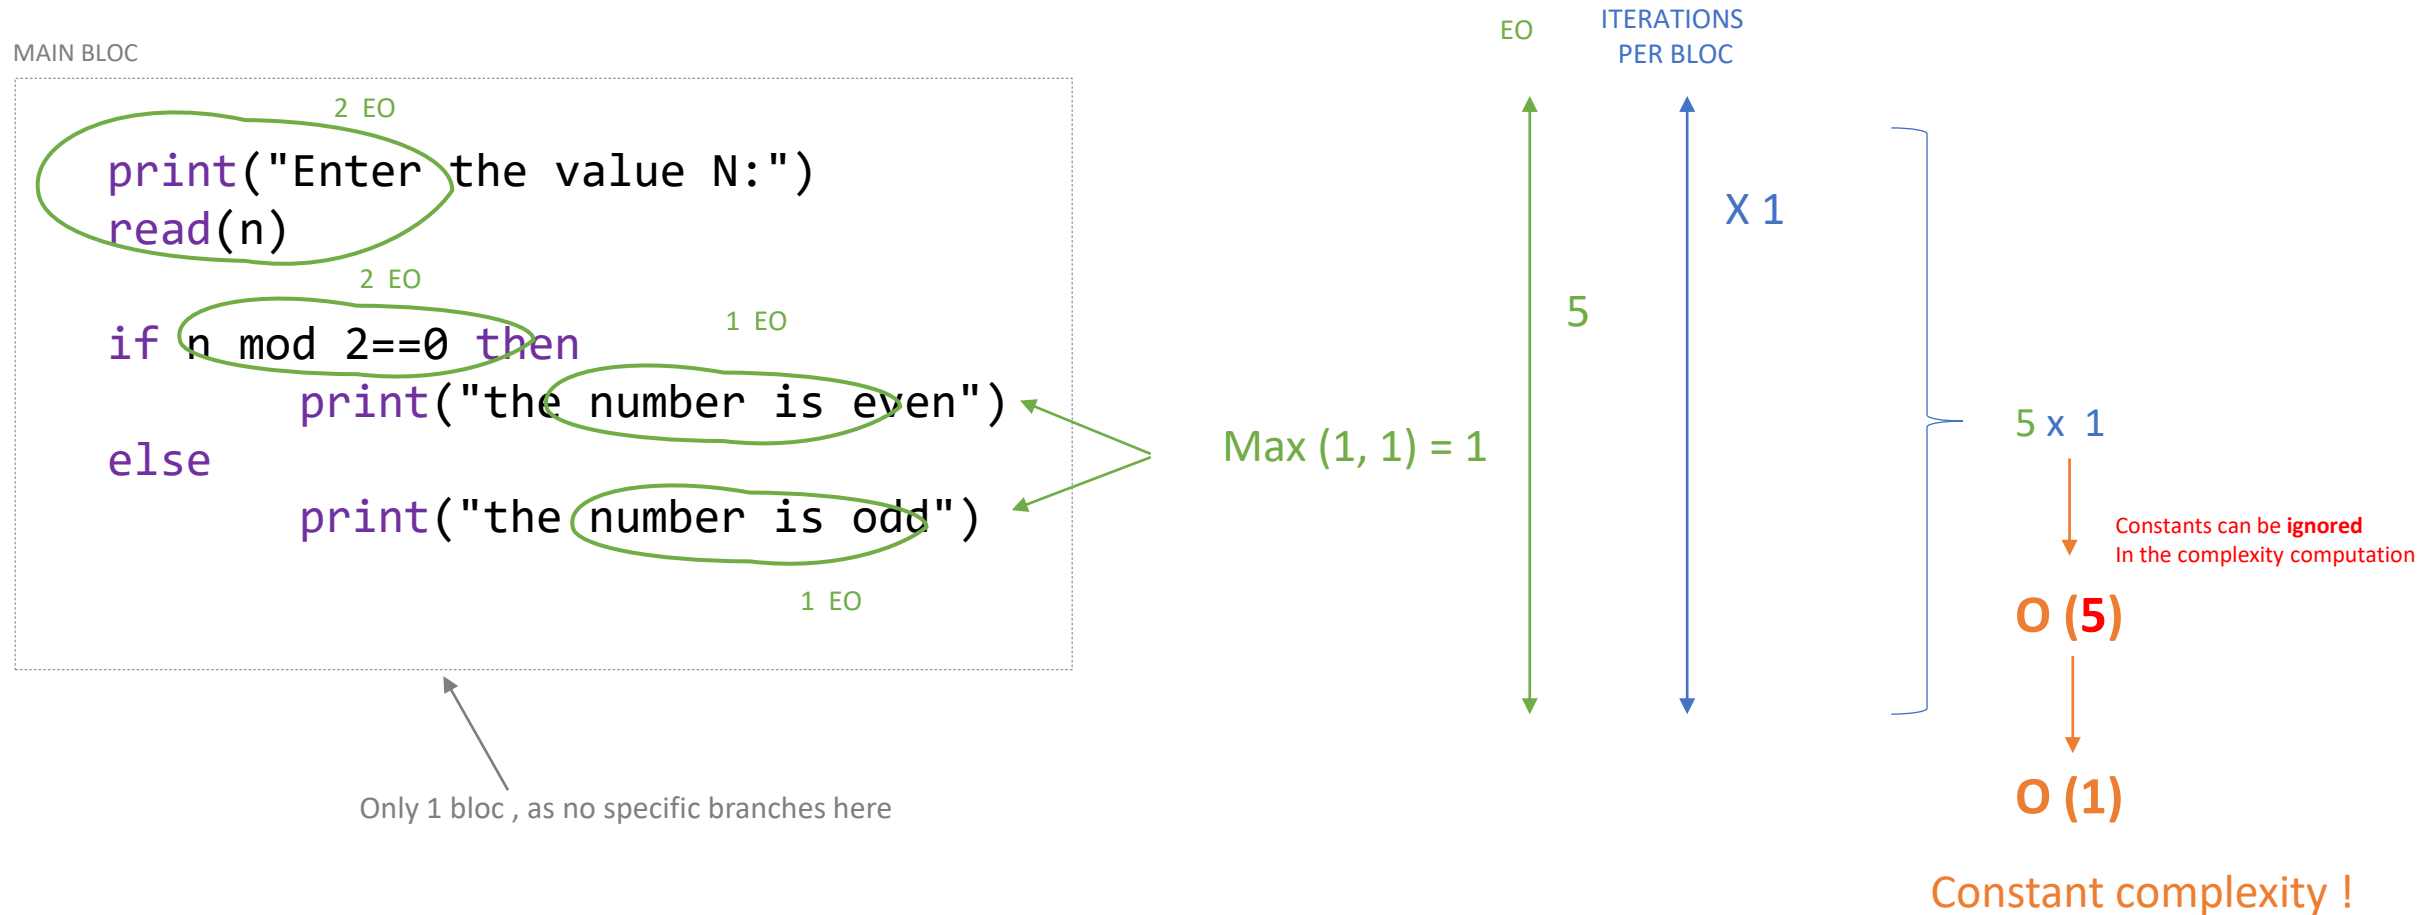 MAIN BLOC
2 EO
print("Enter the value N:")
read(n)
2 EO
if n mod 2==0 then
1 EO
print("the number is even")
else
print("the number is odd")
1 EO
Only 1 bloc , as no specific branches here
Max (1, 1) = 1
EO
5
ITERATIONS
PER BLOC
X 1
5 x 1
Constants can be ignored
In the complexity computation
O (5)
O (1)
Constant complexity !